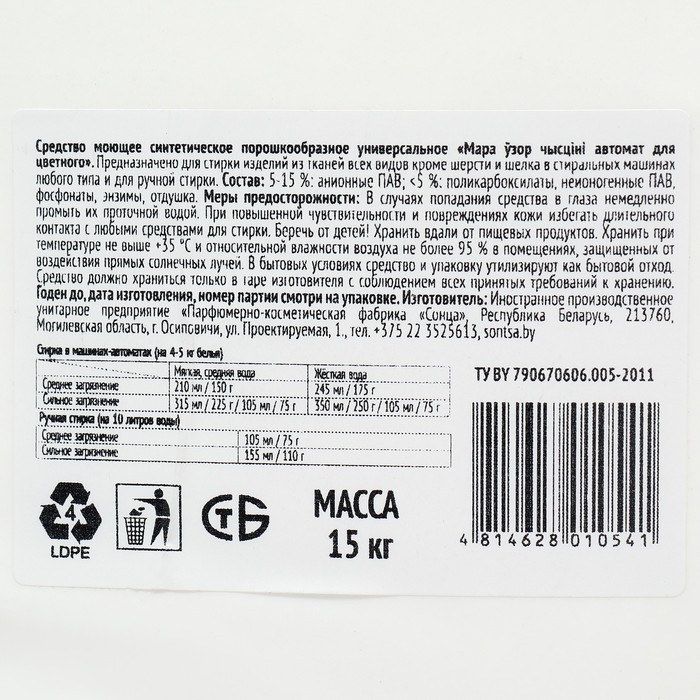 Средство моющее синтетическое порошкообразное универсальное «Мара ўзор чысціні автомат для
цветного». Предназначено для стирки изделий из тканей всех видов кроме шерсти и шелка в стиральных машинах
любого типа и для ручной стирки. Состав: 5-15 %: анионные ПАВ; <5 %: поликарбоксилаты, неионогенные ПАВ,
фосфонаты, энзимы, отдушка. Меры предосторожности: В случаях попадания средства в глаза немедленно
промыть их проточной водой. При повышенной чувствительности и повреждениях кожи избегать длительного
контакта с любыми средствами для стирки. Беречь от детей! Хранить вдали от пищевых продуктов. Хранить при
температуре не выше +35 °С и относительной влажности воздуха не более 95 % в помещениях, защищенных от
воздействия прямых солнечных лучей. В бытовых условиях средство и упаковку утилизируют как бытовой отход.
Средство должно храниться только в таре изготовителя с соблюдением всех принятых требований к хранению.
Годен до, дата изготовления, номер партии смотри на упаковке. Изготовитель: Иностранное производственное
унитарное предприятие «Парфюмерно-косметическая фабрика «Сонца», Республика Беларусь, 213760,
Могилевская область, г. Осиповичи, ул. Проектируемая, 1., тел. +375 22 3525613, sontsa.by
Стирка в машинах-автоматах (на 4-5 кг белья)
Мягкая, средняя вода Жёсткая вода
Среднее загрязнение 210 мл / 150 г 245 мл / 175 г
Сильное загрязнение 315 мл / 225 г / 105 мл / 75 г 350 мл / 250 г / 105 мл / 75 г
Ручная стирка (на 10 литров воды)
Среднее загрязнение 105 мл / 75 г
Сильное загрязнение 155 мл / 110 г
ТУ BY 790670606.005-2011
4
LDPE
СТБ
МАССА
15 кг
4 814628 010541